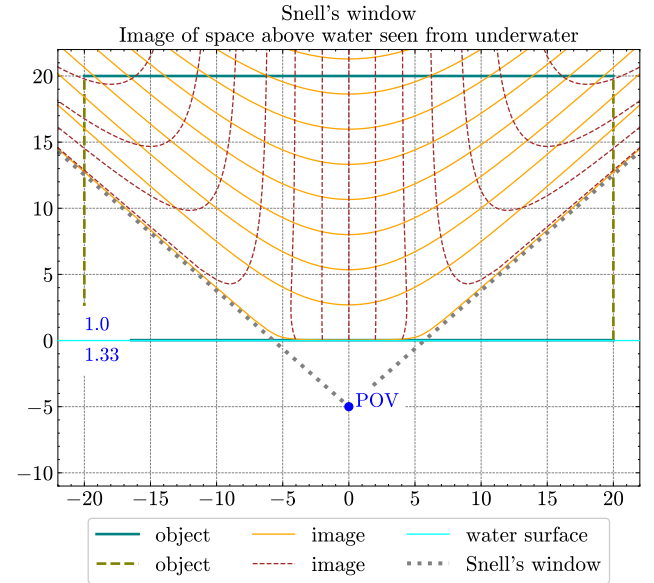 Snell's window
Image of space above water seen from underwater
20
15
10
5
0
−5
−10
1.0
1.33
POV
−20 −15 −10 −5 0 5 10 15 20
object image water surface
object image Snell's window